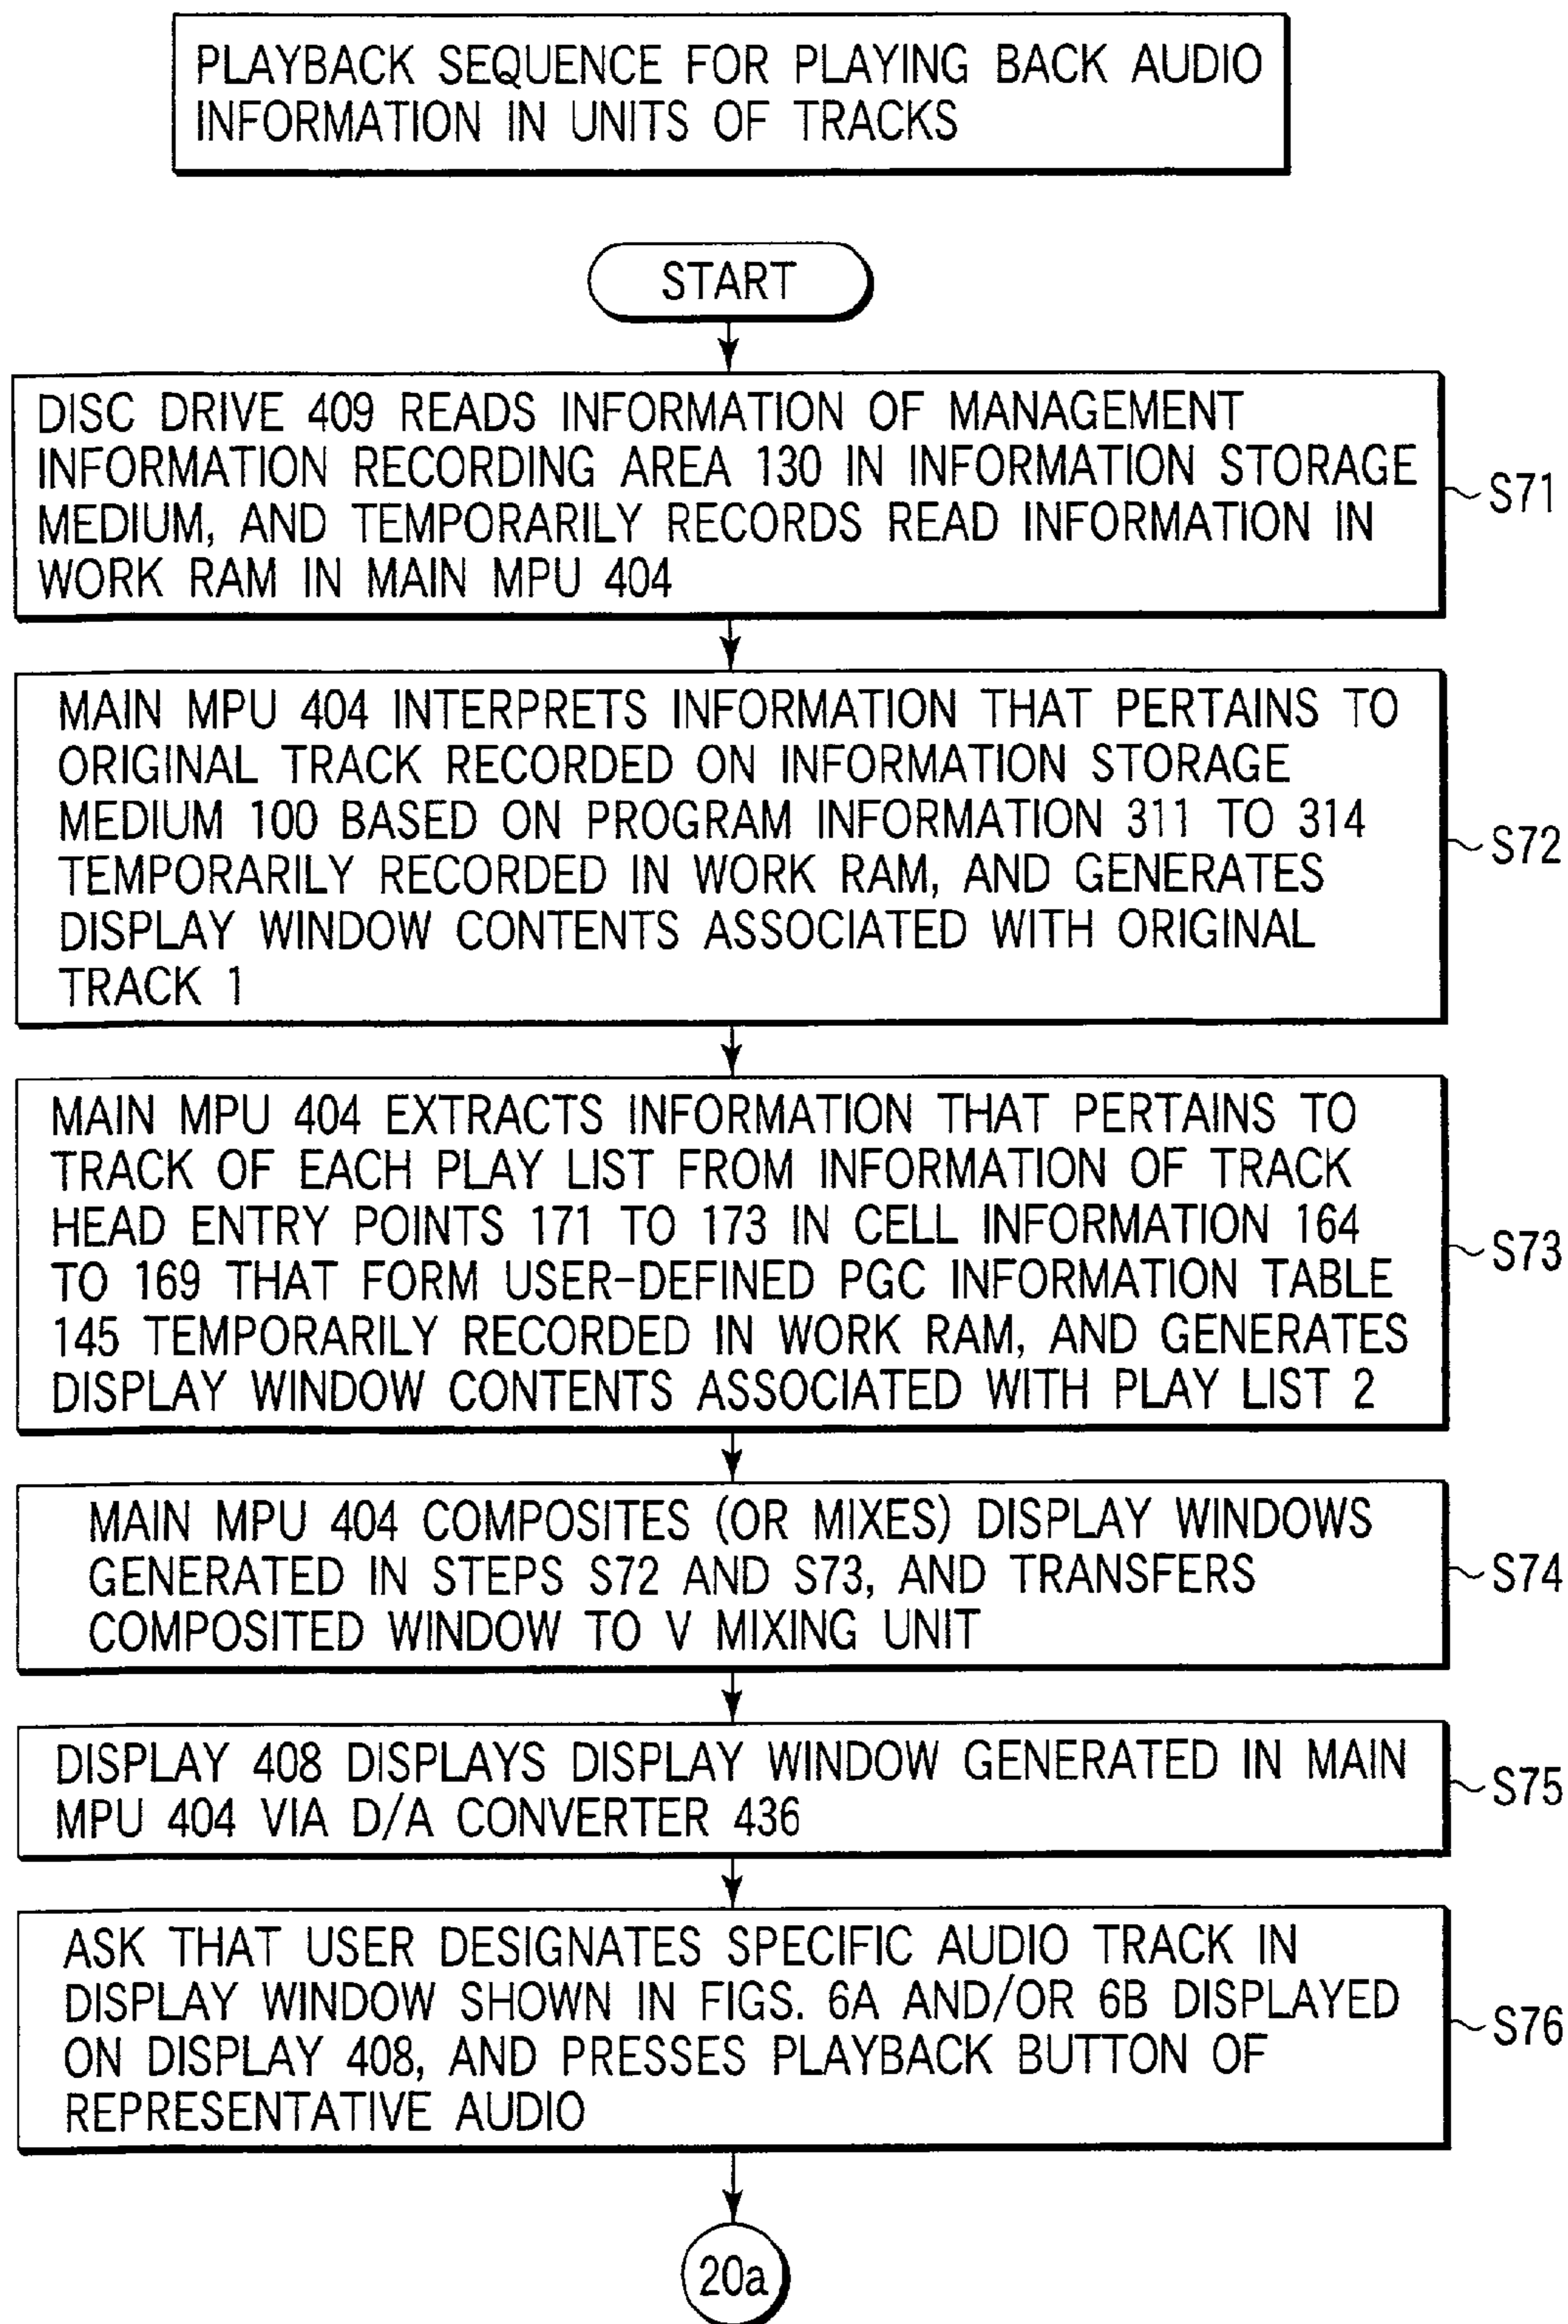 PLAYBACK SEQUENCE FOR PLAYING BACK AUDIO
INFORMATION IN UNITS OF TRACKS
START
DISC DRIVE 409 READS INFORMATION OF MANAGEMENT
INFORMATION RECORDING AREA 130 IN INFORMATION STORAGE
MEDIUM, AND TEMPORARILY RECORDS READ INFORMATION IN
WORK RAM IN MAIN MPU 404
S71
MAIN MPU 404 INTERPRETS INFORMATION THAT PERTAINS TO
ORIGINAL TRACK RECORDED ON INFORMATION STORAGE
MEDIUM 100 BASED ON PROGRAM INFORMATION 311 TO 314
TEMPORARILY RECORDED IN WORK RAM, AND GENERATES
DISPLAY WINDOW CONTENTS ASSOCIATED WITH ORIGINAL
TRACK 1
S72
MAIN MPU 404 EXTRACTS INFORMATION THAT PERTAINS TO
TRACK OF EACH PLAY LIST FROM INFORMATION OF TRACK
HEAD ENTRY POINTS 171 TO 173 IN CELL INFORMATION 164
TO 169 THAT FORM USER-DEFINED PGC INFORMATION TABLE
145 TEMPORARILY RECORDED IN WORK RAM, AND GENERATES
DISPLAY WINDOW CONTENTS ASSOCIATED WITH PLAY LIST 2
S73
MAIN MPU 404 COMPOSITES (OR MIXES) DISPLAY WINDOWS
GENERATED IN STEPS S72 AND S73, AND TRANSFERS
COMPOSITED WINDOW TO V MIXING UNIT
S74
DISPLAY 408 DISPLAYS DISPLAY WINDOW GENERATED IN MAIN
MPU 404 VIA D/A CONVERTER 436
S75
ASK THAT USER DESIGNATES SPECIFIC AUDIO TRACK IN
DISPLAY WINDOW SHOWN IN FIGS. 6A AND/OR 6B DISPLAYED
ON DISPLAY 408, AND PRESSES PLAYBACK BUTTON OF
REPRESENTATIVE AUDIO
S76
20a